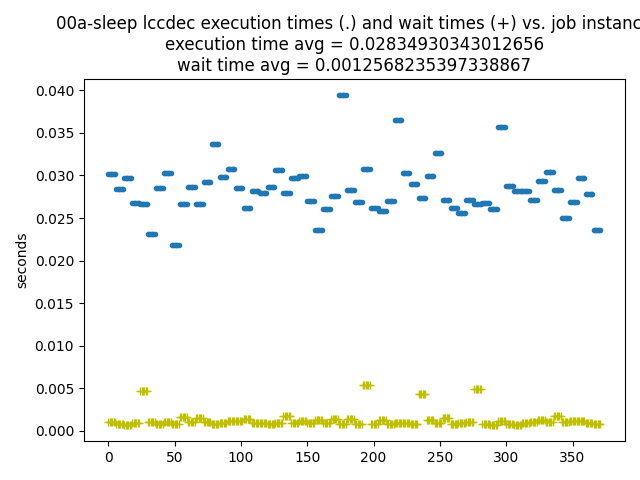 00a-sleep lccdec execution times (.) and wait times (+) vs. job instanc
execution time avg = 0.02834930343012656
wait time avg = 0.0012568235397338867
0.040
0.035
0.030
0.025
0.020
0.015
0.010
0.005
0.000
seconds
0 50 100 150 200 250 300 350